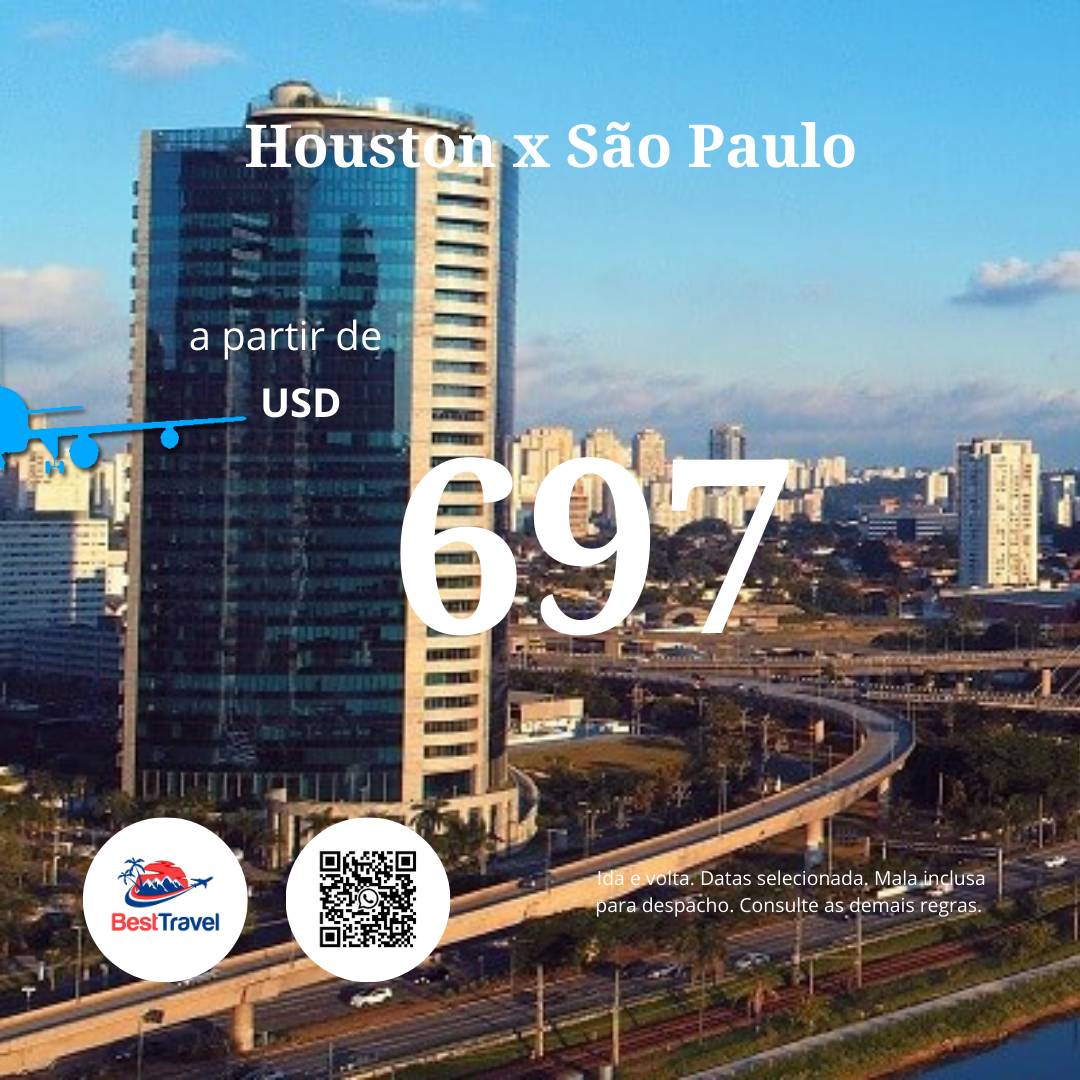 Houston x São Paulo
a partir de
USD
697
BestTravel
Ida e volta. Datas selecionada. Mala inclusa
para despacho. Consulte as demais regras.